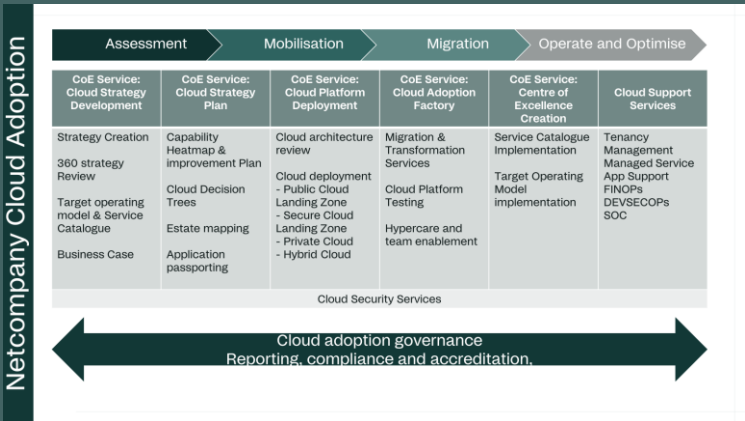 Netcompany Cloud Adoption
Assessment
Mobilisation
Migration
Operate and Optimise
CoE Service:
Cloud Strategy
Development
CoE Service:
Cloud Strategy
Plan
CoE Service:
Cloud Platform
Deployment
CoE Service:
Cloud Adoption
Factory
CoE Service:
Centre of
Excellence
Creation
Cloud Support
Services
Strategy Creation
360 strategy
Review
Target operating
model & Service
Catalogue
Business Case
Capability
Heatmap &
improvement Plan
Cloud Decision
Trees
Estate mapping
Application
passporting
Cloud architecture
review
Cloud deployment
- Public Cloud
Landing Zone
- Secure Cloud
Landing Zone
- Private Cloud
- Hybrid Cloud
Migration &
Transformation
Services
Cloud Platform
Testing
Hypercare and
team enablement
Service Catalogue
Implementation
Target Operating
Model
implementation
Tenancy
Management
Managed Service
App Support
FINOPs
DEVSECOPs
SOC
Cloud Security Services
Cloud adoption governance
Reporting, compliance and accreditation,